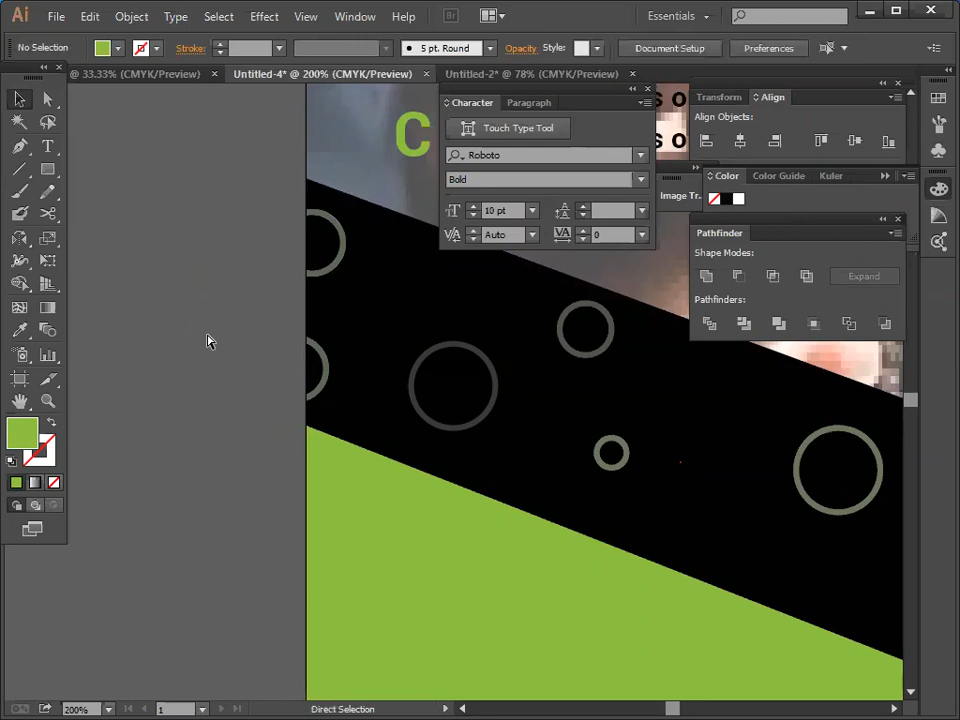 Ai File Edit Object Type Select Effect View Window Help Br Essentials
No Selection Stroke: 5 pt. Round Opacity Style: Document Setup Preferences
@ 33.33% (CMYK/Preview) × Untitled-4* @ 200% (CMYK/Preview) × Untitled-2* @ 78% (CMYK/Preview) ×
Character Paragraph
Touch Type Tool
Roboto
Bold
10 pt
Auto 0
C
s o
s o
Transform Align
Align Objects:
Image Tr.
Color Color Guide Kuler
Pathfinder
Shape Modes:
Expand
Pathfinders:
200% 1 Direct Selection